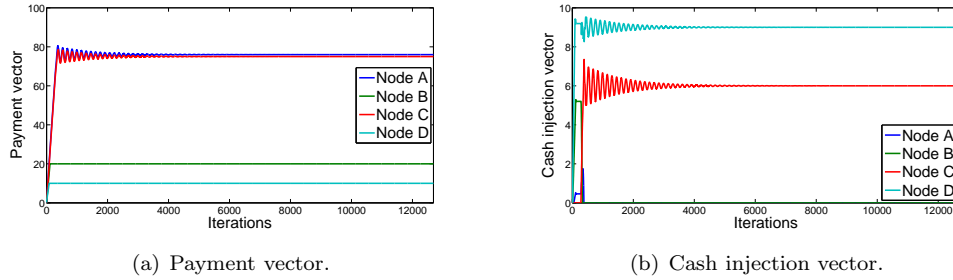 100
80
60
40
20
0
Payment vector
0
2000
4000
6000
8000
10000
12000
Iterations
Node A
Node B
Node C
Node D
(a) Payment vector.
10
8
6
4
2
0
Cash injection vector
0
2000
4000
6000
8000
10000
12000
Iterations
Node A
Node B
Node C
Node D
(b) Cash injection vector.